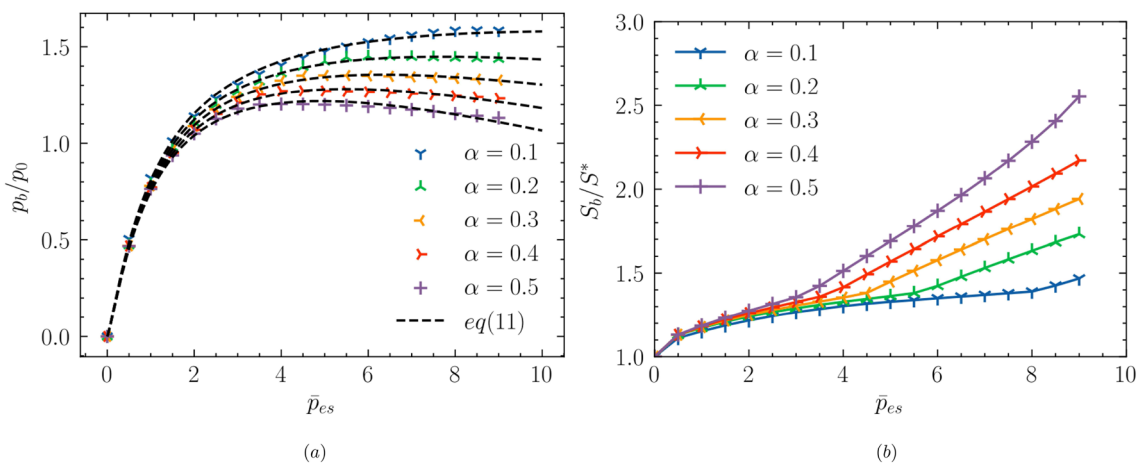 1.5
1.0
0.5
0.0
p_b/p_0
α = 0.1
α = 0.2
α = 0.3
α = 0.4
α = 0.5
eq(11)
0 2 4 6 8 10
p̄_es
(a)
3.0
2.5
2.0
1.5
1.0
S_b/S*
α = 0.1
α = 0.2
α = 0.3
α = 0.4
α = 0.5
0 2 4 6 8 10
p̄_es
(b)